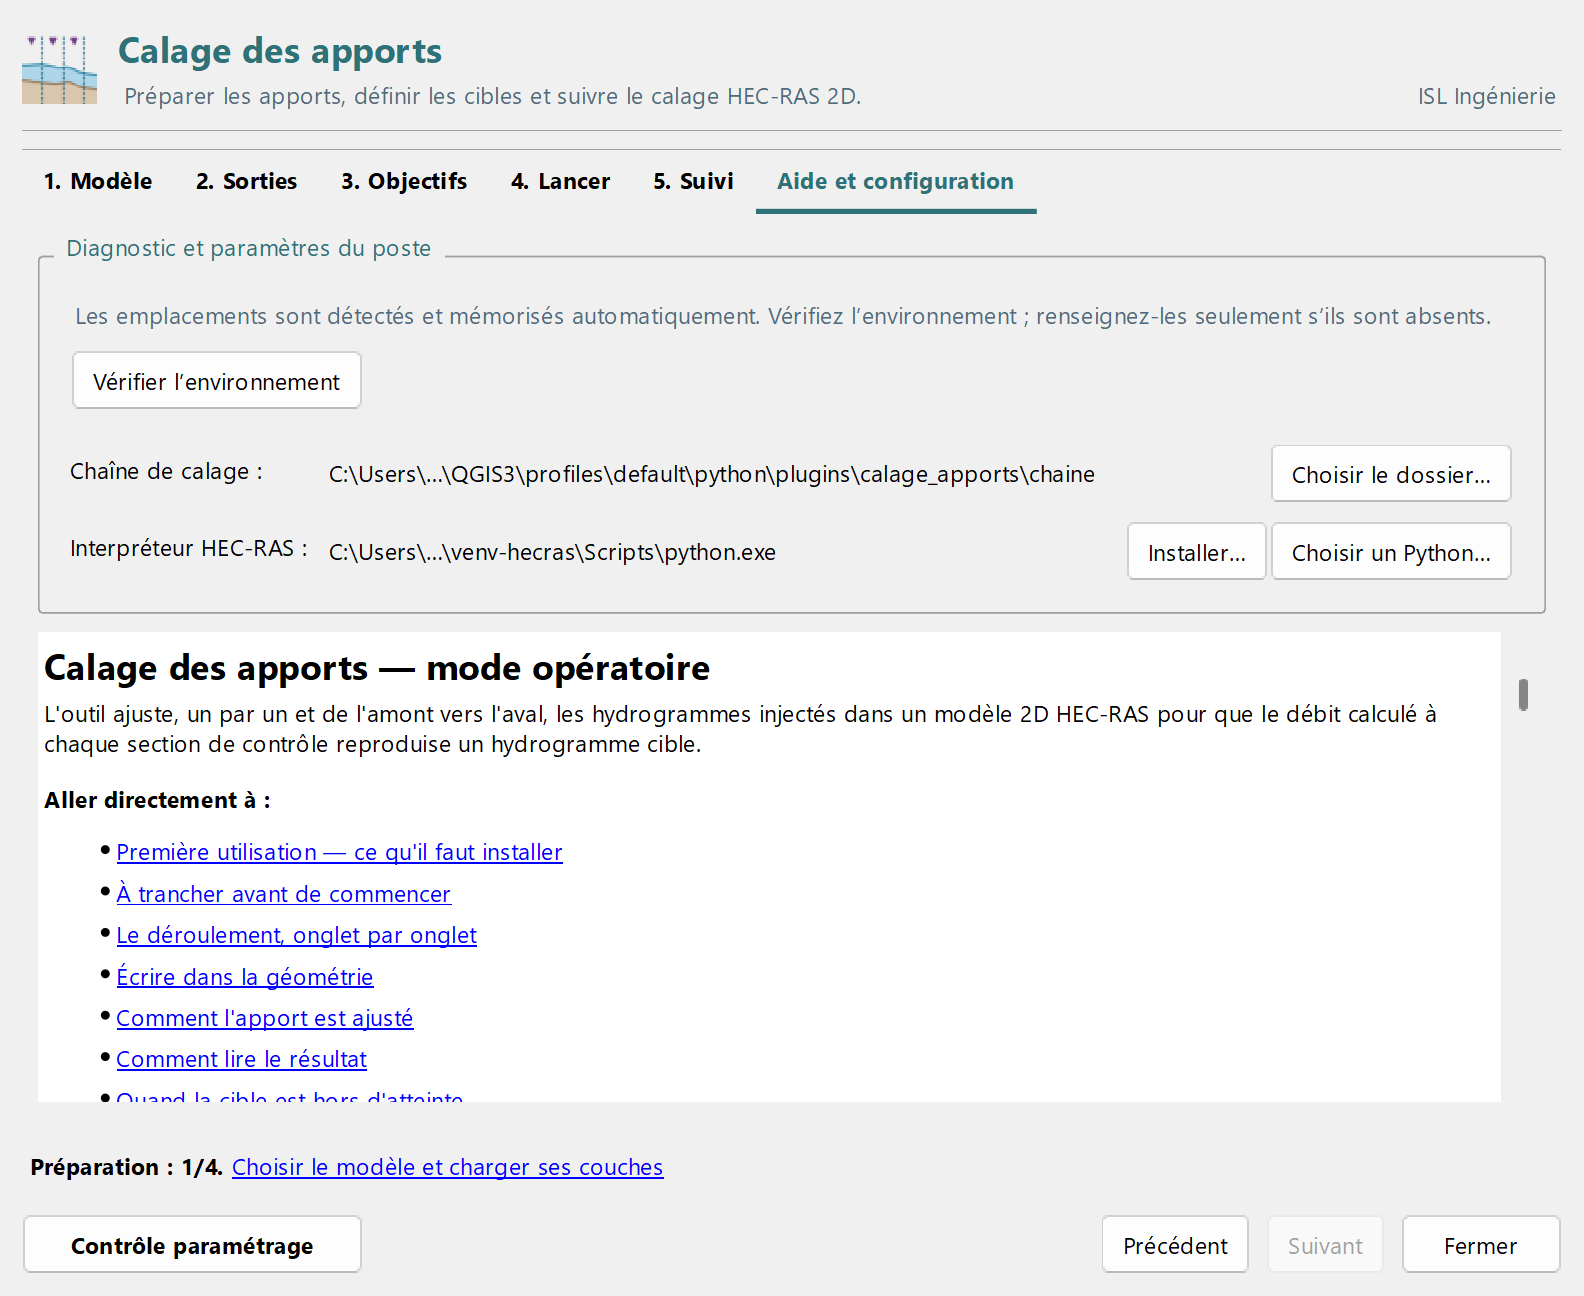 Calage des apports
Préparer les apports, définir les cibles et suivre le calage HEC-RAS 2D.
ISL Ingénierie
1. Modèle
2. Sorties
3. Objectifs
4. Lancer
5. Suivi
Aide et configuration
Diagnostic et paramètres du poste
Les emplacements sont détectés et mémorisés automatiquement. Vérifiez l’environnement ; renseignez-les seulement s’ils sont absents.
Vérifier l’environnement
Chaîne de calage :
C:\Users\...\QGIS3\profiles\default\python\plugins\calage_apports\chaine
Choisir le dossier...
Interpréteur HEC-RAS :
C:\Users\...\venv-hecras\Scripts\python.exe
Installer...
Choisir un Python...
Calage des apports — mode opératoire
L'outil ajuste, un par un et de l'amont vers l'aval, les hydrogrammes injectés dans un modèle 2D HEC-RAS pour que le débit calculé à
chaque section de contrôle reproduise un hydrogramme cible.
Aller directement à :
Première utilisation — ce qu'il faut installer
À trancher avant de commencer
Le déroulement, onglet par onglet
Écrire dans la géométrie
Comment l'apport est ajusté
Comment lire le résultat
Quand la cible est hors d'atteinte
Préparation : 1/4. Choisir le modèle et charger ses couches
Contrôle paramétrage
Précédent
Suivant
Fermer